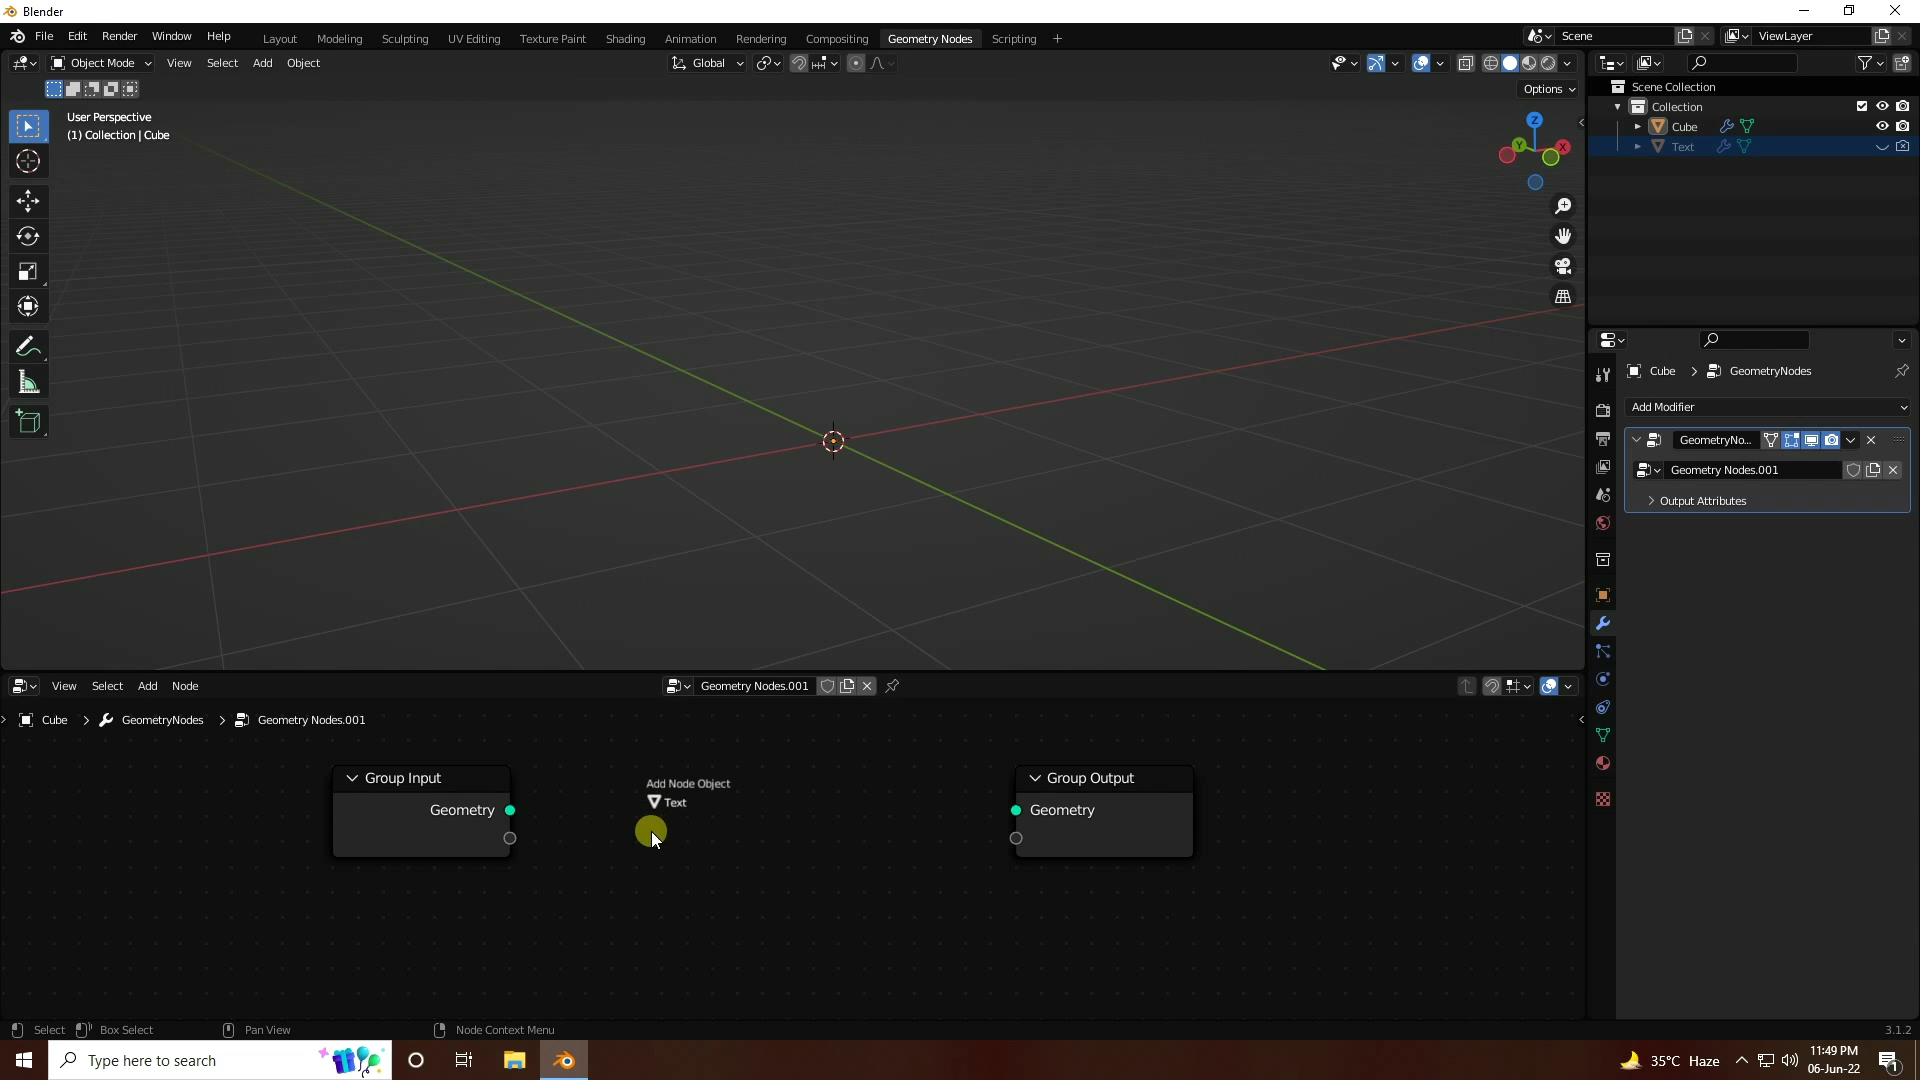 Blender
File Edit Render Window Help Layout Modeling Sculpting UV Editing Texture Paint Shading Animation Rendering Compositing Geometry Nodes Scripting + Scene ViewLayer
Object Mode View Select Add Object Global
Options
User Perspective
(1) Collection | Cube
Z
Y
X
Scene Collection
Collection
Cube
Text
Cube > GeometryNodes
Add Modifier
GeometryNo...
Geometry Nodes.001
Output Attributes
View Select Add Node Geometry Nodes.001
Cube > GeometryNodes > Geometry Nodes.001
Group Input
Geometry
Add Node Object
Text
Group Output
Geometry
Select Box Select Pan View Node Context Menu 3.1.2
Type here to search
35°C Haze
11:49 PM
06-Jun-22
1